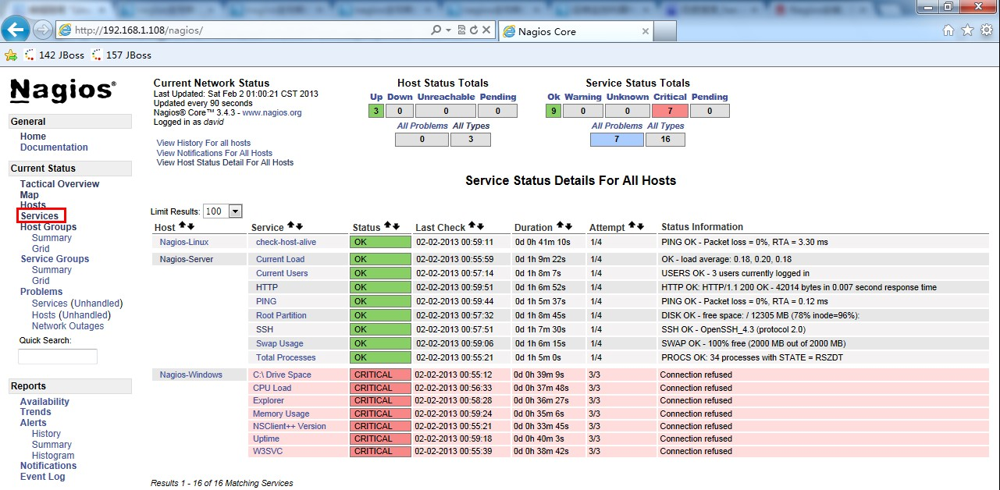 http://192.168.1.108/nagios/
Nagios Core
142 JBoss
157 JBoss
Nagios®
General
Home
Documentation
Current Status
Tactical Overview
Map
Hosts
Services
Host Groups
Summary
Grid
Service Groups
Summary
Grid
Problems
Services (Unhandled)
Hosts (Unhandled)
Network Outages
Quick Search:
Reports
Availability
Trends
Alerts
History
Summary
Histogram
Notifications
Event Log
Current Network Status
Last Updated: Sat Feb 2 01:00:21 CST 2013
Updated every 90 seconds
Nagios® Core™ 3.4.3 - www.nagios.org
Logged in as david
View History For all hosts
View Notifications For All Hosts
View Host Status Detail For All Hosts
Host Status Totals
Up Down Unreachable Pending
3 0 0 0
All Problems All Types
0 3
Service Status Totals
Ok Warning Unknown Critical Pending
9 0 0 7 0
All Problems All Types
7 16
Service Status Details For All Hosts
Limit Results: 100
Host Service Status Last Check Duration Attempt Status Information
Nagios-Linux check-host-alive OK 02-02-2013 00:59:11 0d 0h 41m 10s 1/4 PING OK - Packet loss = 0%, RTA = 3.30 ms
Nagios-Server Current Load OK 02-02-2013 00:55:59 0d 1h 9m 22s 1/4 OK - load average: 0.18, 0.20, 0.18
Current Users OK 02-02-2013 00:57:14 0d 1h 8m 7s 1/4 USERS OK - 3 users currently logged in
HTTP OK 02-02-2013 00:59:51 0d 1h 6m 52s 1/4 HTTP OK: HTTP/1.1 200 OK - 42014 bytes in 0.007 second response time
PING OK 02-02-2013 00:59:44 0d 1h 5m 37s 1/4 PING OK - Packet loss = 0%, RTA = 0.12 ms
Root Partition OK 02-02-2013 00:57:32 0d 1h 8m 45s 1/4 DISK OK - free space: / 12305 MB (78% inode=96%):
SSH OK 02-02-2013 00:57:51 0d 1h 7m 30s 1/4 SSH OK - OpenSSH_4.3 (protocol 2.0)
Swap Usage OK 02-02-2013 00:59:06 0d 1h 6m 15s 1/4 SWAP OK - 100% free (2000 MB out of 2000 MB)
Total Processes OK 02-02-2013 00:55:21 0d 1h 5m 0s 1/4 PROCS OK: 34 processes with STATE = RSZDT
Nagios-Windows C:\ Drive Space CRITICAL 02-02-2013 00:55:12 0d 0h 39m 9s 3/3 Connection refused
CPU Load CRITICAL 02-02-2013 00:56:33 0d 0h 37m 48s 3/3 Connection refused
Explorer CRITICAL 02-02-2013 00:58:28 0d 0h 36m 27s 3/3 Connection refused
Memory Usage CRITICAL 02-02-2013 00:59:24 0d 0h 35m 6s 3/3 Connection refused
NSClient++ Version CRITICAL 02-02-2013 00:55:21 0d 0h 33m 45s 3/3 Connection refused
Uptime CRITICAL 02-02-2013 00:59:18 0d 0h 40m 3s 3/3 Connection refused
W3SVC CRITICAL 02-02-2013 00:55:39 0d 0h 38m 42s 3/3 Connection refused
Results 1 - 16 of 16 Matching Services